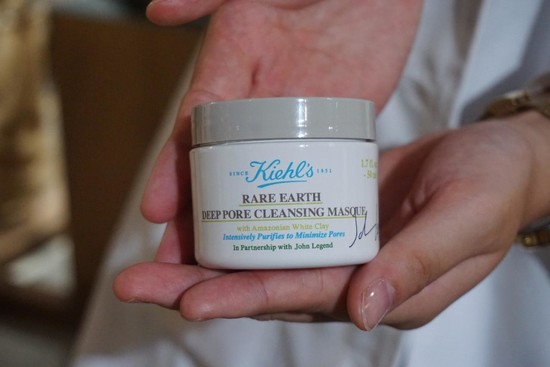 SINCE Kiehl's 1851
RARE EARTH
DEEP PORE CLEANSING MASQUE
with Amazonian White Clay
Intensively Purifies to Minimize Pores
In Partnership with John Legend